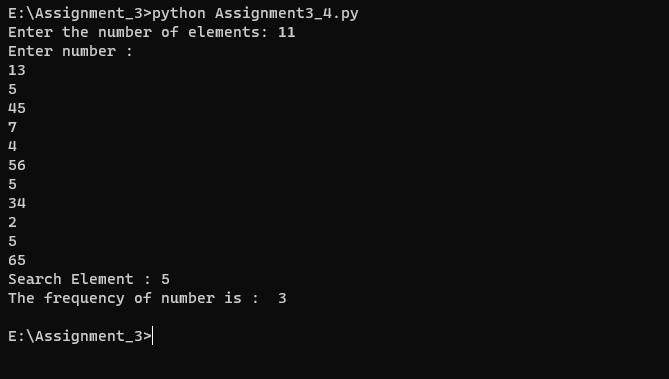 E:\Assignment_3>python Assignment3_4.py
Enter the number of elements: 11
Enter number :
13
5
45
7
4
56
5
34
2
5
65
Search Element : 5
The frequency of number is :  3
E:\Assignment_3>